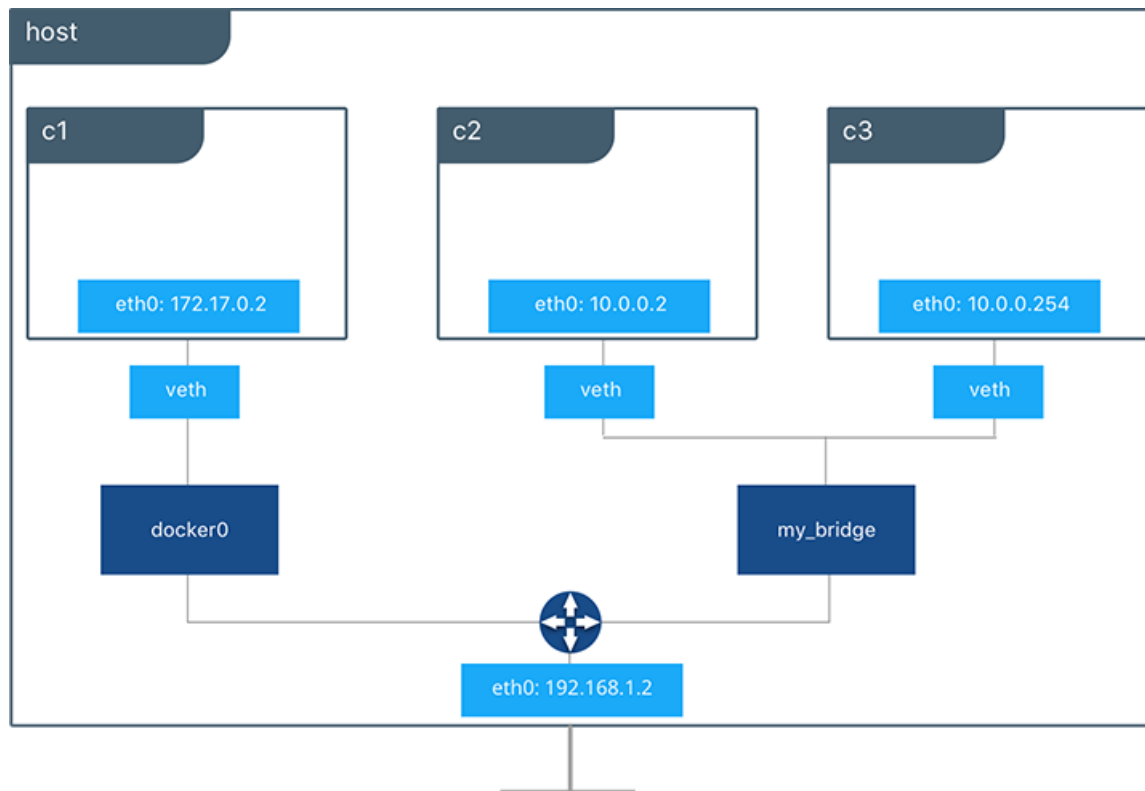 host
c1
c2
c3
eth0: 172.17.0.2
eth0: 10.0.0.2
eth0: 10.0.0.254
veth
veth
veth
docker0
my_bridge
eth0: 192.168.1.2